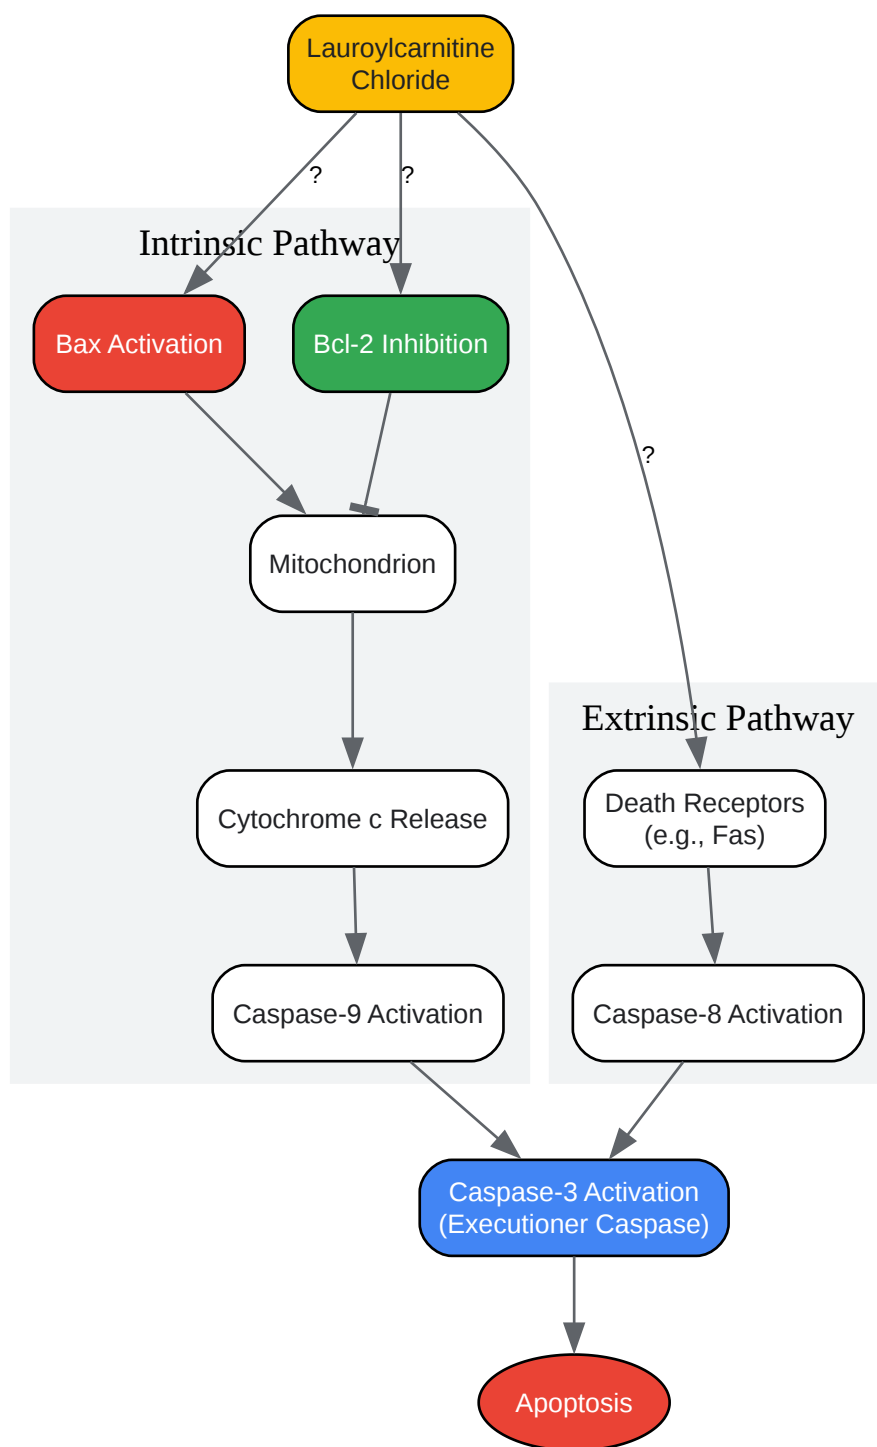 Lauroylcarnitine
Chloride
?
?
Intrinsic Pathway
Bax Activation
Bcl-2 Inhibition
?
Mitochondrion
Extrinsic Pathway
Cytochrome c Release
Death Receptors
(e.g., Fas)
Caspase-9 Activation
Caspase-8 Activation
Caspase-3 Activation
(Executioner Caspase)
Apoptosis